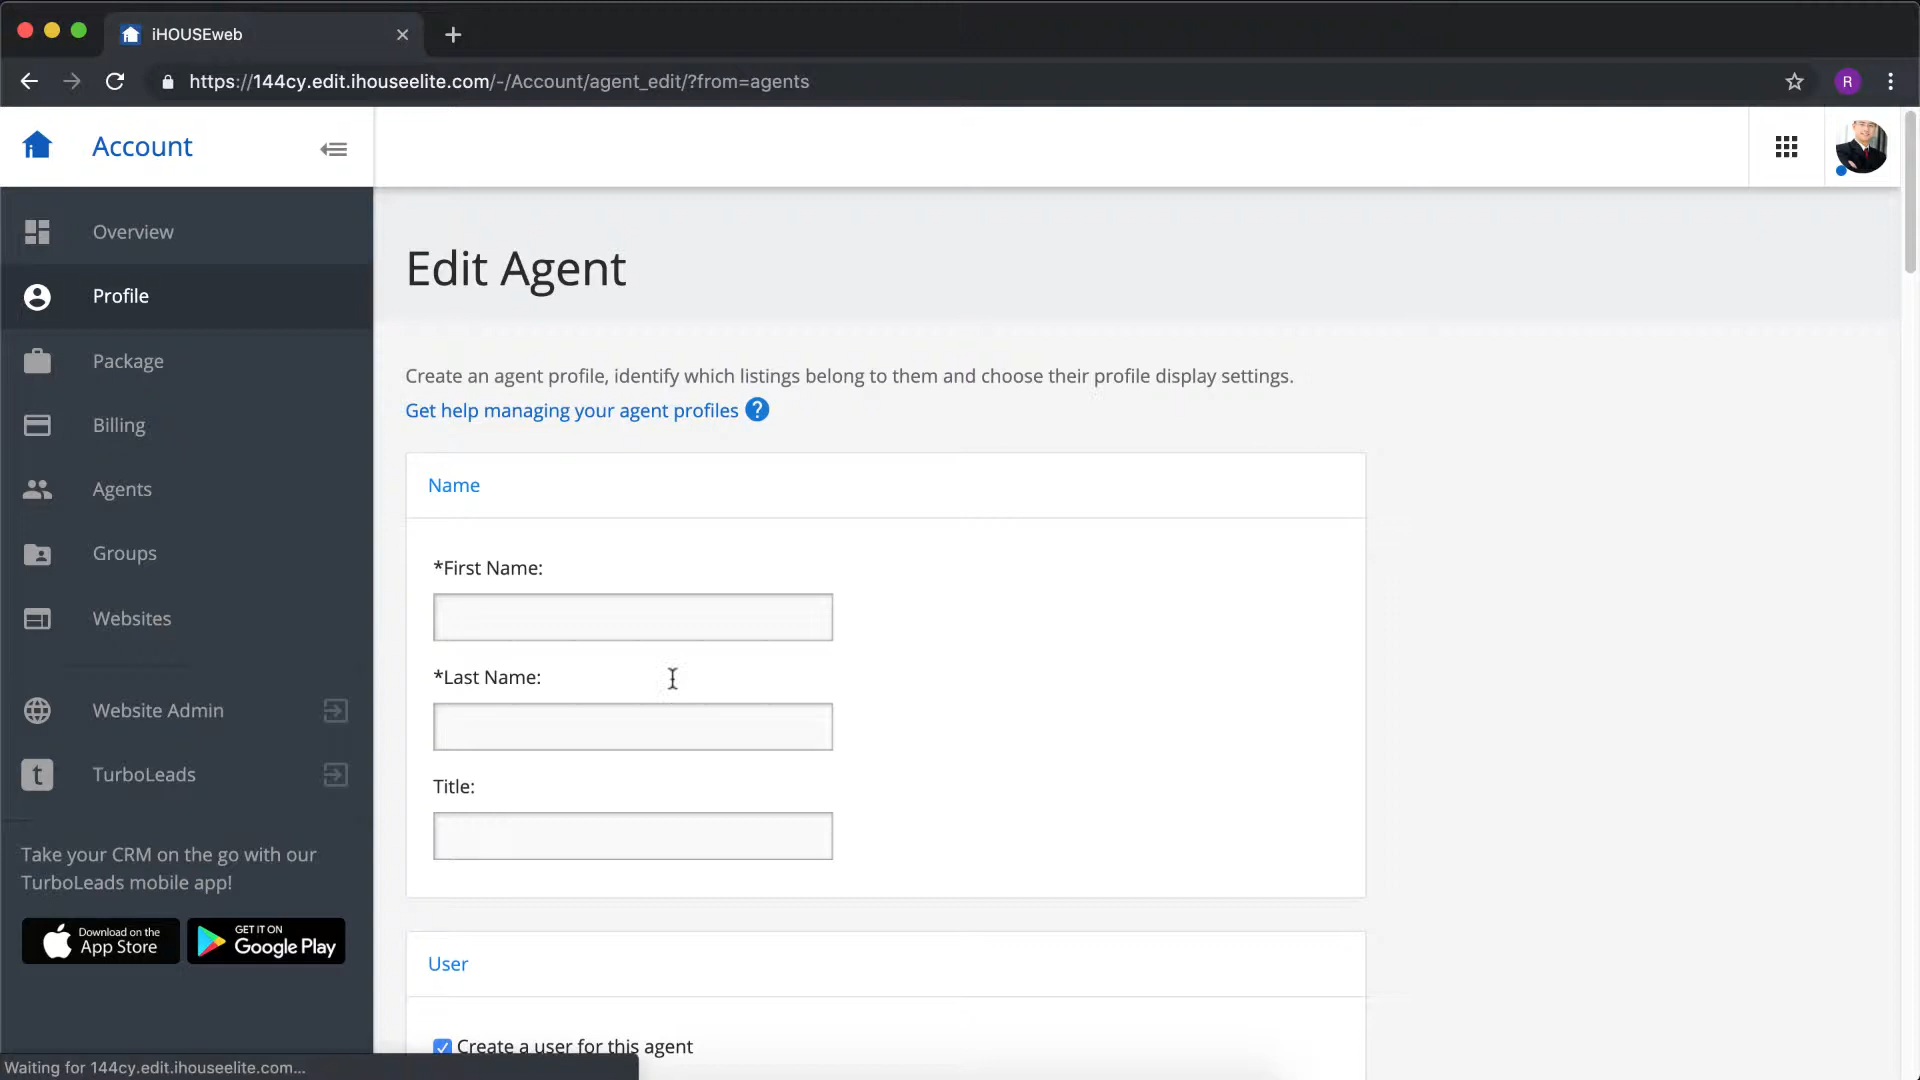 iHOUSEweb
https://144cy.edit.ihouseelite.com/-/Account/agent_edit/?from=agents
R
Account
Overview
Profile
Package
Billing
Agents
Groups
Websites
Website Admin
t TurboLeads
Take your CRM on the go with our
TurboLeads mobile app!
Download on the
App Store
GET IT ON
Google Play
Edit Agent
Create an agent profile, identify which listings belong to them and choose their profile display settings.
Get help managing your agent profiles ?
Name
*First Name:
*Last Name:
Title:
User
Create a user for this agent
Waiting for 144cy.edit.ihouseelite.com...